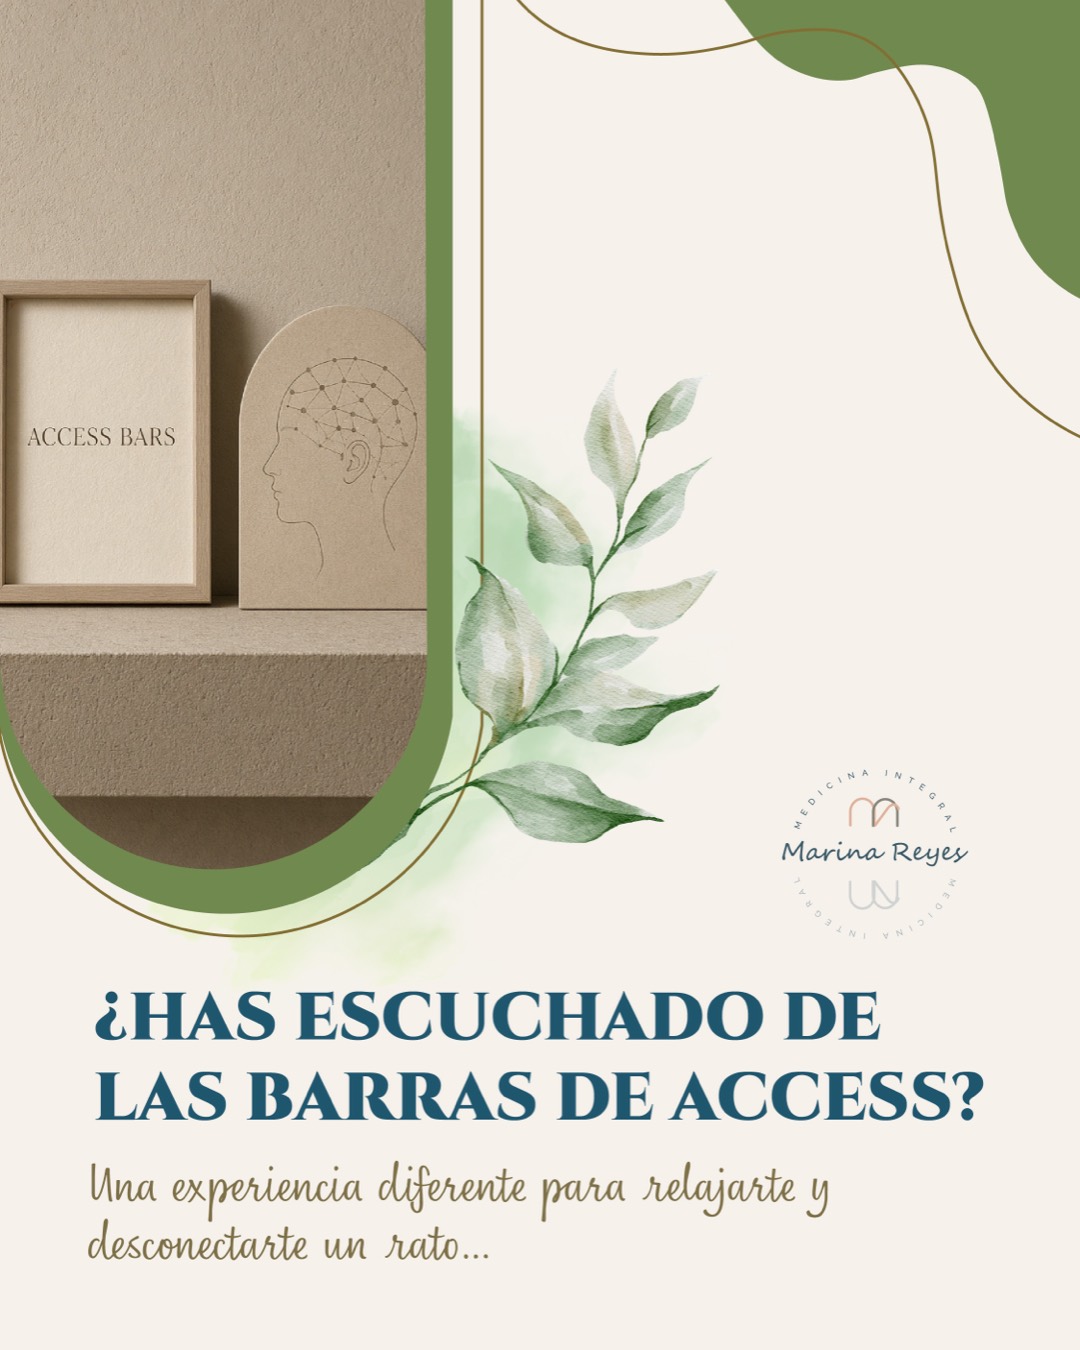 ACCESS BARS
MEDICINA INTEGRAL
Marina Reyes
MEDICINA INTEGRAL
¿HAS ESCUCHADO DE
LAS BARRAS DE ACCESS?
Una experiencia diferente para relajarte y
desconectarte un rato...